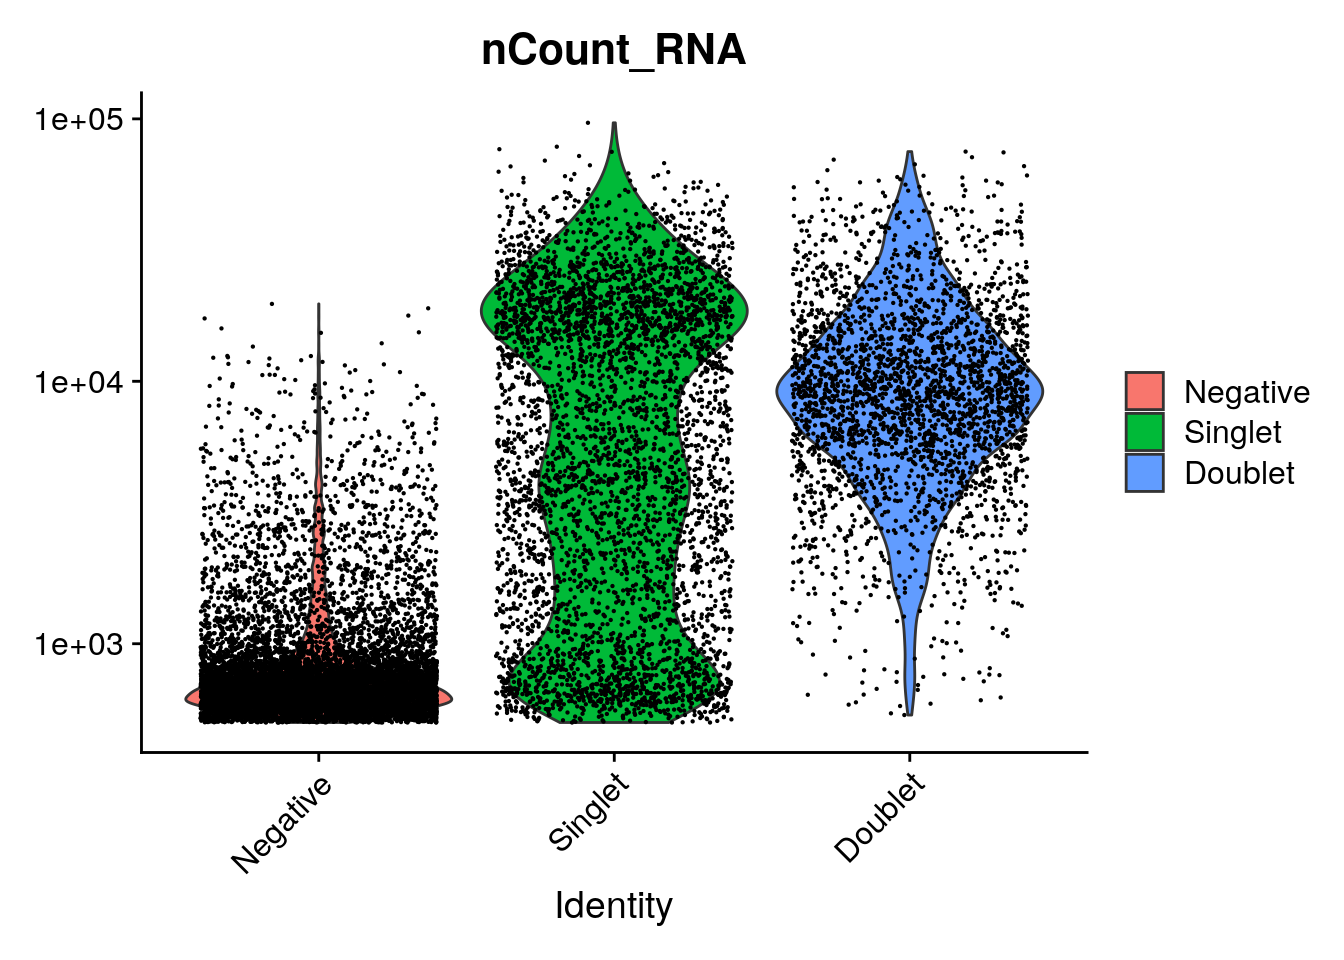 nCount_RNA
1e+05
1e+04
1e+03
Negative
Singlet
Doublet
Identity
Negative
Singlet
Doublet